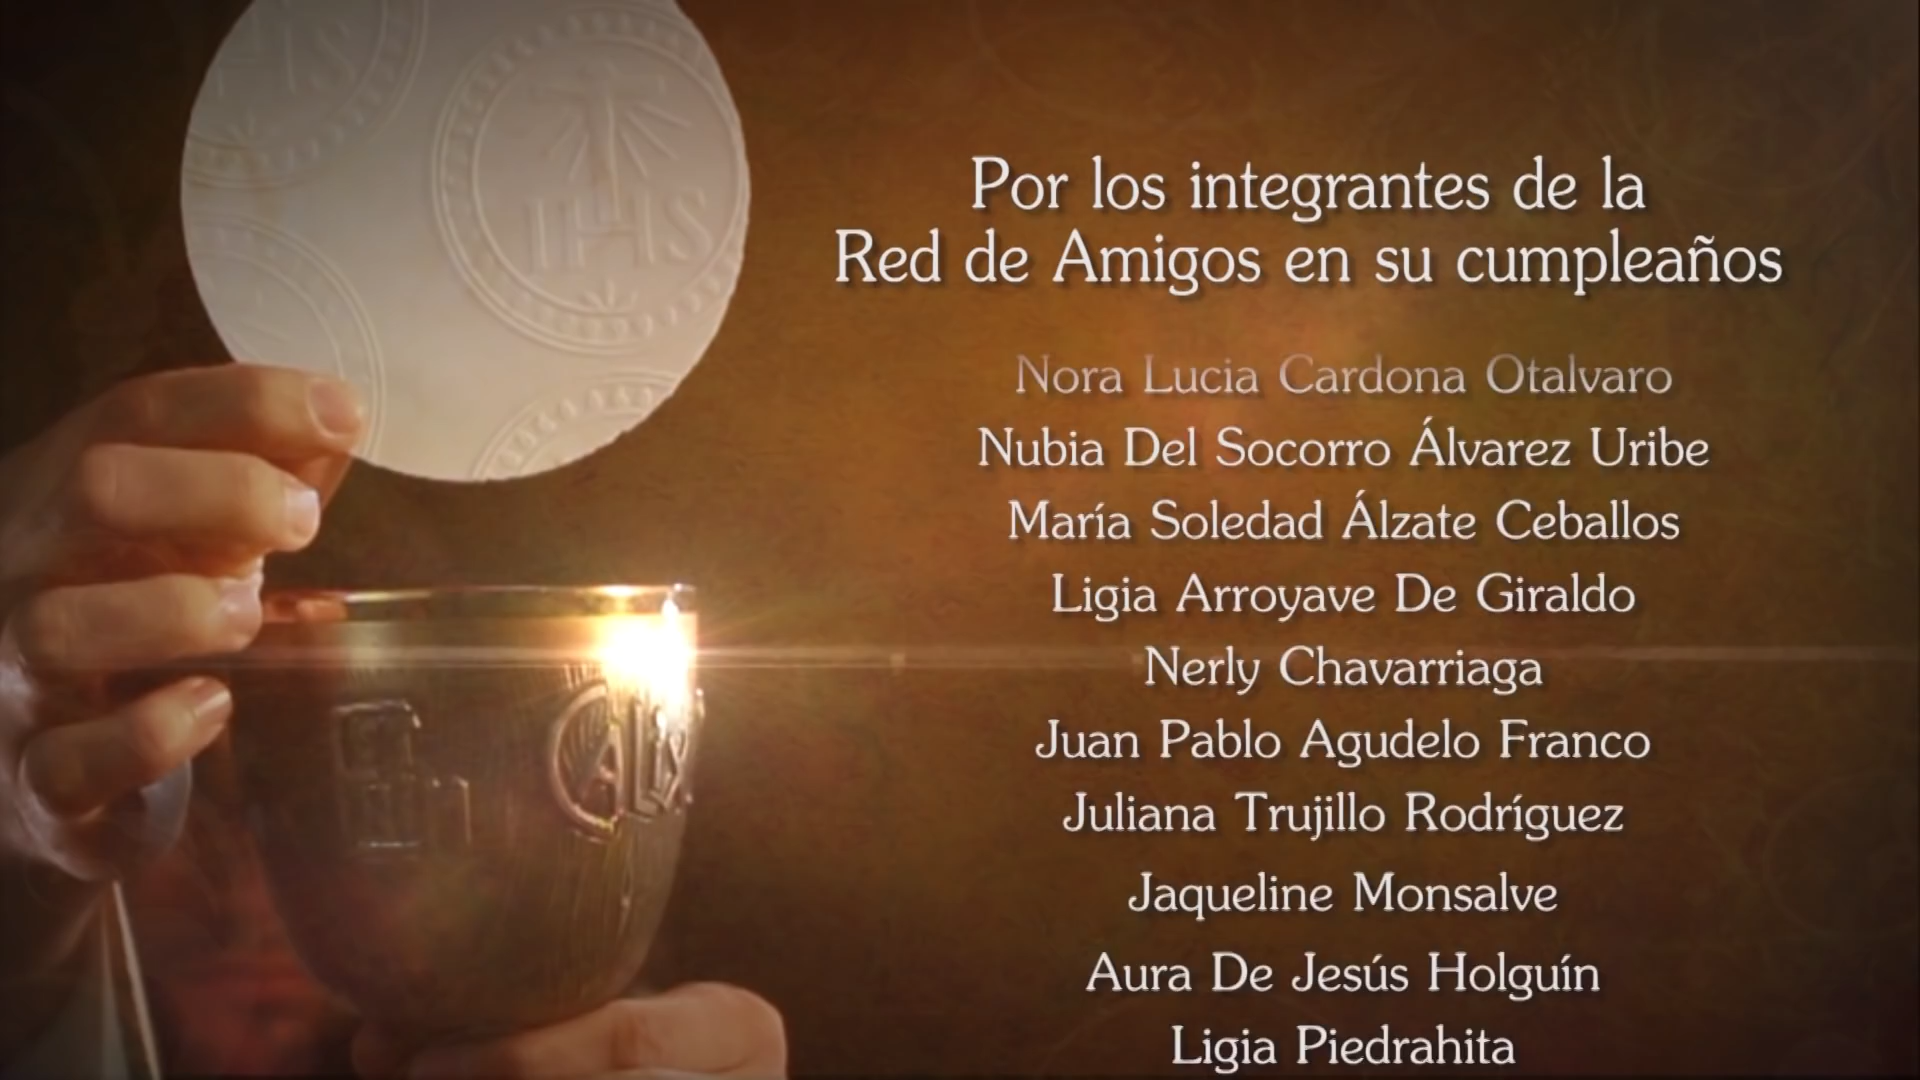 IHS
Por los integrantes de la
Red de Amigos en su cumpleaños
Nora Lucia Cardona Otalvaro
Nubia Del Socorro Álvarez Uribe
María Soledad Álzate Ceballos
Ligia Arroyave De Giraldo
Nerly Chavarriaga
Juan Pablo Agudelo Franco
Juliana Trujillo Rodríguez
Jaqueline Monsalve
Aura De Jesús Holguín
Ligia Piedrahita